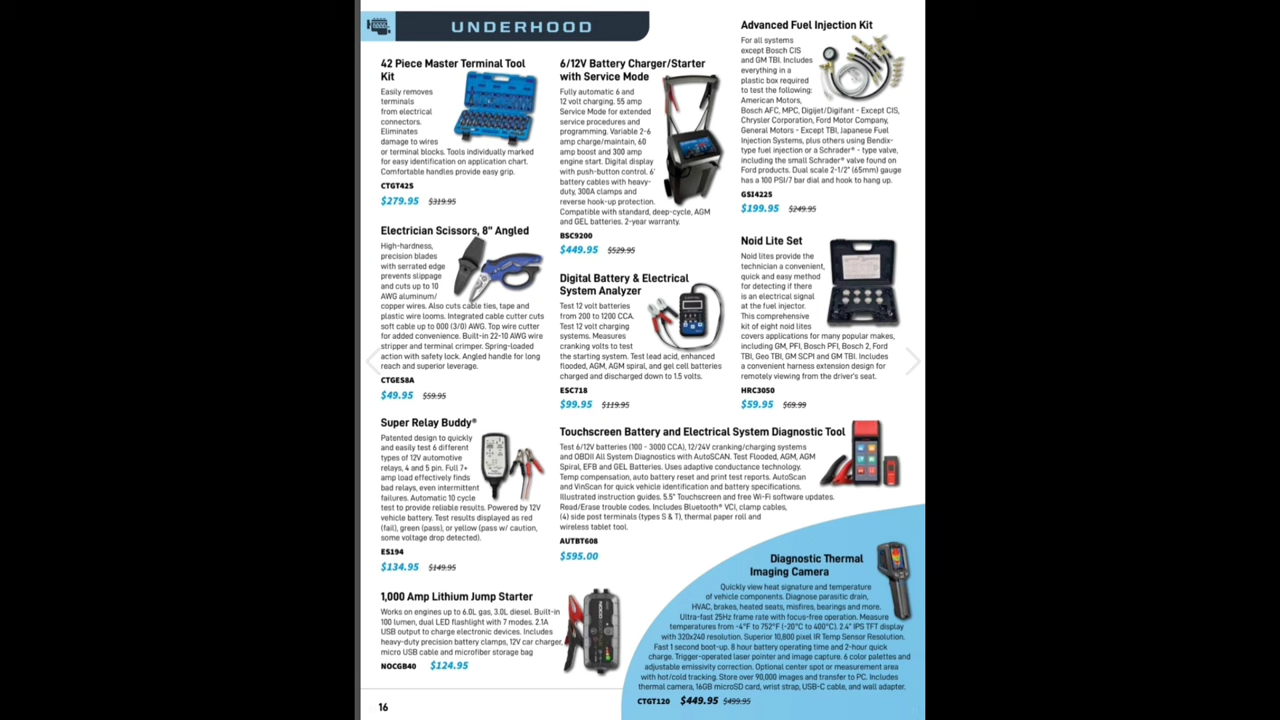 UNDERHOOD
42 Piece Master Terminal Tool
Kit
Easily removes
terminals
from electrical
connectors.
Eliminates
damage to wires
or terminal blocks. Tools individually marked
for easy identification on application chart.
Comfortable handles provide easy grip.
CTGT42S
$279.95 $319.95
Electrician Scissors, 8" Angled
High-hardness,
precision blades
with serrated edge
prevents slippage
and cuts up to 10
AWG aluminum/
copper wires. Also cuts cable ties, tape and
plastic wire looms. Integrated cable cutter cuts
soft cable up to 000 (3/0) AWG. Top wire cutter
for added convenience. Built-in 22-10 AWG wire
stripper and terminal crimper. Spring-loaded
action with safety lock. Angled handle for long
reach and superior leverage.
CTGES8A
$49.95 $59.95
Super Relay Buddy®
Patented design to quickly
and easily test 6 different
types of 12V automotive
relays, 4 and 5 pin. Full 7+
amp load effectively finds
bad relays, even intermittent
failures. Automatic 10 cycle
test to provide reliable results. Powered by 12V
vehicle battery. Test results displayed as red
(fail), green (pass), or yellow (pass w/ caution,
some voltage drop detected).
ES194
$134.95 $149.95
1,000 Amp Lithium Jump Starter
Works on engines up to 6.0L gas, 3.0L diesel. Built-in
100 lumen, dual LED flashlight with 7 modes. 2.1A
USB output to charge electronic devices. Includes
heavy-duty precision battery clamps, 12V car charger,
micro USB cable and microfiber storage bag
NOCGB40 $124.95
6/12V Battery Charger/Starter
with Service Mode
Fully automatic 6 and
12 volt charging. 55 amp
Service Mode for extended
service procedures and
programming. Variable 2-6
amp charge/maintain, 60
amp boost and 300 amp
engine start. Digital display
with push-button control. 6'
battery cables with heavy-
duty, 300A clamps and
reverse hook-up protection.
Compatible with standard, deep-cycle, AGM
and GEL batteries. 2-year warranty.
BSC9200
$449.95 $529.95
Digital Battery & Electrical
System Analyzer
Test 12 volt batteries
from 200 to 1200 CCA.
Test 12 volt charging
systems. Measures
cranking volts to test
the starting system. Test lead acid, enhanced
flooded, AGM, AGM spiral, and gel cell batteries
charged and discharged down to 1.5 volts.
ESC718
$99.95 $119.95
Advanced Fuel Injection Kit
For all systems
except Bosch CIS
and GM TBI. Includes
everything in a
plastic box required
to test the following:
American Motors,
Bosch AFC, MPC, Digijet/Digifant - Except CIS,
Chrysler Corporation, Ford Motor Company,
General Motors - Except TBI, Japanese Fuel
Injection Systems, plus others using Bendix-
type fuel injection or a Schrader® - type valve,
including the small Schrader® valve found on
Ford products. Dual scale 2-1/2" (65mm) gauge
has a 100 PSI/7 bar dial and hook to hang up.
GSI4225
$199.95 $249.95
Noid Lite Set
Noid lites provide the
technician a convenient,
quick and easy method
for detecting if there
is an electrical signal
at the fuel injector.
This comprehensive
kit of eight noid lites
covers applications for many popular makes,
including GM, PFI, Bosch PFI, Bosch 2, Ford
TBI, Geo TBI, GM SCPI and GM TBI. Includes
a convenient harness extension design for
remotely viewing from the driver's seat.
HRC3050
$59.95 $69.99
Touchscreen Battery and Electrical System Diagnostic Tool
Test 6/12V batteries (100 - 3000 CCA), 12/24V cranking/charging systems
and OBDII All System Diagnostics with AutoSCAN. Test Flooded, AGM, AGM
Spiral, EFB and GEL Batteries. Uses adaptive conductance technology.
Temp compensation, auto battery reset and print test reports. AutoScan
and VinScan for quick vehicle identification and battery specifications.
Illustrated instruction guides. 5.5" Touchscreen and free Wi-Fi software updates.
Read/Erase trouble codes. Includes Bluetooth® VCI, clamp cables,
(4) side post terminals (types S & T), thermal paper roll and
wireless tablet tool.
AUTBT608
$595.00
Diagnostic Thermal
Imaging Camera
Quickly view heat signature and temperature
of vehicle components. Diagnose parasitic drain,
HVAC, brakes, heated seats, misfires, bearings and more.
Ultra-fast 25Hz frame rate with focus-free operation. Measure
temperatures from -4°F to 752°F (-20°C to 400°C). 2.4" IPS TFT display
with 320x240 resolution. Superior 10,800 pixel IR Temp Sensor Resolution.
Fast 1 second boot-up. 8 hour battery operating time and 2-hour quick
charge. Trigger-operated laser pointer and image capture. 6 color palettes and
adjustable emissivity correction. Optional center spot or measurement area
with hot/cold tracking. Store over 90,000 images and transfer to PC. Includes
thermal camera, 16GB microSD card, wrist strap, USB-C cable, and wall adapter.
CTGT120 $449.95 $499.95
16